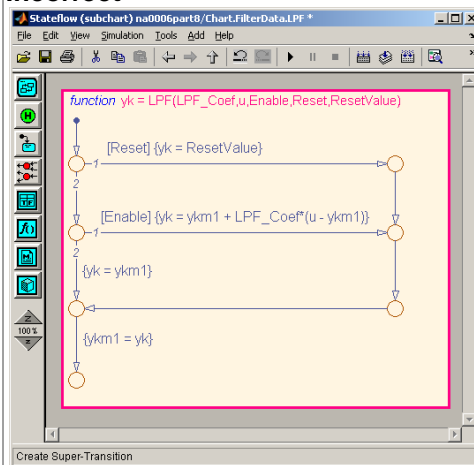 Incorrect
Stateflow (subchart) na0006part8/Chart.FilterData.LPF *
File Edit View Simulation Tools Add Help
function yk = LPF(LPF_Coef,u,Enable,Reset,ResetValue)
[Reset] {yk = ResetValue}
1
2
[Enable] {yk = ykm1 + LPF_Coef*(u - ykm1)}
1
2
{yk = ykm1}
{ykm1 = yk}
100 %
Create Super-Transition